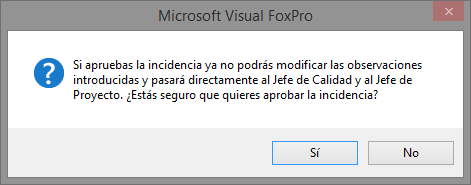 Microsoft Visual FoxPro
Si apruebas la incidencia ya no podrás modificar las observaciones
introducidas y pasará directamente al Jefe de Calidad y al Jefe de
Proyecto. ¿Estás seguro que quieres aprobar la incidencia?
Sí
No